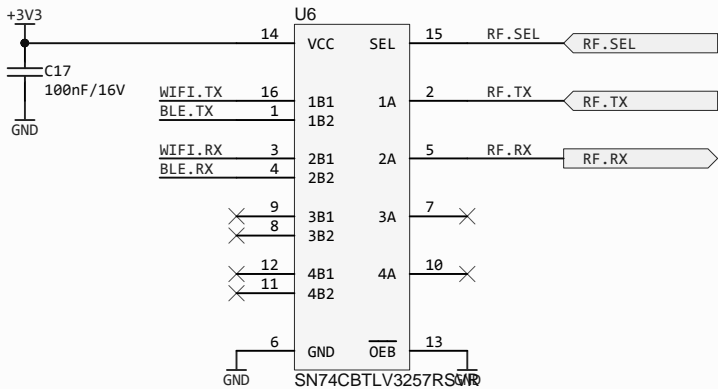 +3V3
U6
14 VCC SEL 15 RF.SEL RF.SEL
C17
100nF/16V
GND
WIFI.TX 16 1B1 1A 2 RF.TX RF.TX
BLE.TX 1 1B2
WIFI.RX 3 2B1 2A 5 RF.RX RF.RX
BLE.RX 4 2B2
9 3B1 3A 7
8 3B2
12 4B1 4A 10
11 4B2
6 GND OEB 13
GND SN74CBTLV3257RSVR GND